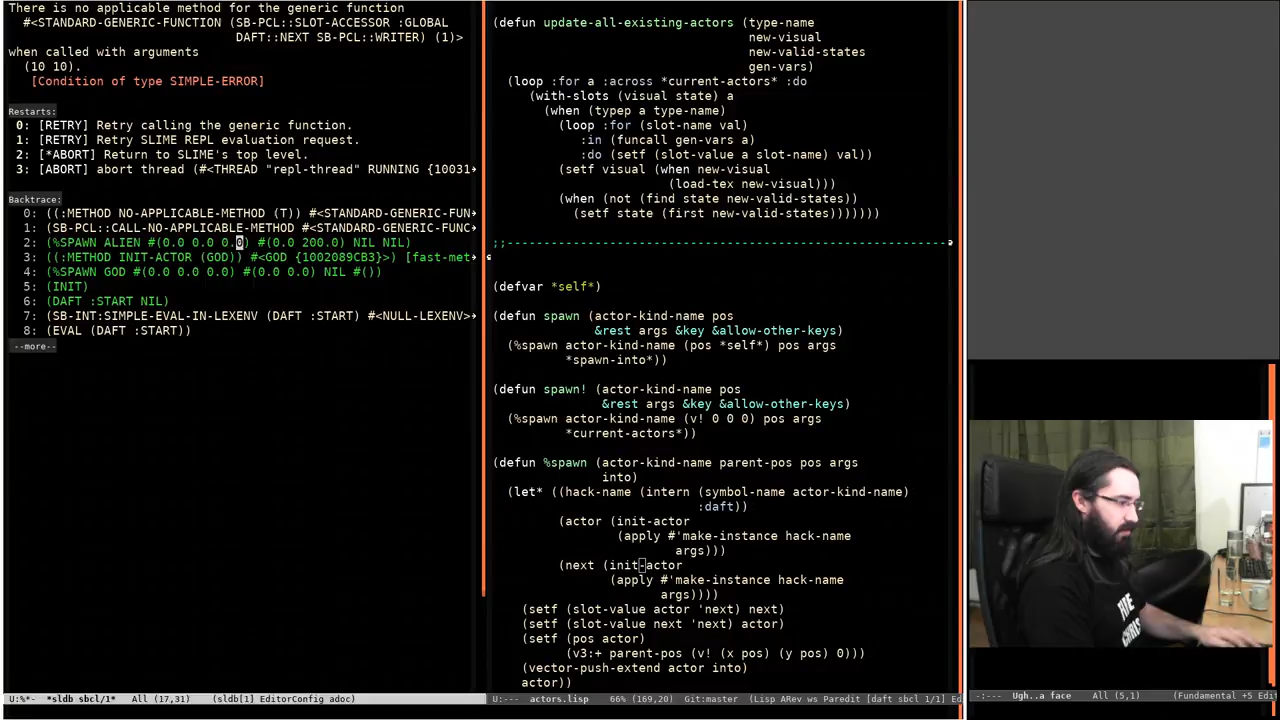 There is no applicable method for the generic function
#<STANDARD-GENERIC-FUNCTION (SB-PCL::SLOT-ACCESSOR :GLOBAL
DAFT::NEXT SB-PCL::WRITER) (1)>
when called with arguments
(10 10).
[Condition of type SIMPLE-ERROR]
Restarts:
0: [RETRY] Retry calling the generic function.
1: [RETRY] Retry SLIME REPL evaluation request.
2: [*ABORT] Return to SLIME's top level.
3: [ABORT] abort thread (#<THREAD "repl-thread" RUNNING {10031
Backtrace:
0: ((:METHOD NO-APPLICABLE-METHOD (T)) #<STANDARD-GENERIC-FUN
1: (SB-PCL::CALL-NO-APPLICABLE-METHOD #<STANDARD-GENERIC-FUNC
2: (%SPAWN ALIEN #(0.0 0.0 0.0) #(0.0 200.0) NIL NIL)
3: ((:METHOD INIT-ACTOR (GOD)) #<GOD {1002089CB3}>) [fast-met
4: (%SPAWN GOD #(0.0 0.0 0.0) #(0.0 0.0) NIL #())
5: (INIT)
6: (DAFT :START NIL)
7: (SB-INT:SIMPLE-EVAL-IN-LEXENV (DAFT :START) #<NULL-LEXENV>
8: (EVAL (DAFT :START))
--more--
U:%*- *sldb sbcl/1* All (17,31) (sldb[1] EditorConfig adoc)
(defun update-all-existing-actors (type-name
new-visual
new-valid-states
gen-vars)
(loop :for a :across *current-actors* :do
(with-slots (visual state) a
(when (typep a type-name)
(loop :for (slot-name val)
:in (funcall gen-vars a)
:do (setf (slot-value a slot-name) val))
(setf visual (when new-visual
(load-tex new-visual)))
(when (not (find state new-valid-states))
(setf state (first new-valid-states)))))))
;;------------------------------------------------------------
(defvar *self*)
(defun spawn (actor-kind-name pos
&rest args &key &allow-other-keys)
(%spawn actor-kind-name (pos *self*) pos args
*spawn-into*))
(defun spawn! (actor-kind-name pos
&rest args &key &allow-other-keys)
(%spawn actor-kind-name (v! 0 0 0) pos args
*current-actors*))
(defun %spawn (actor-kind-name parent-pos pos args
into)
(let* ((hack-name (intern (symbol-name actor-kind-name)
:daft))
(actor (init-actor
(apply #'make-instance hack-name
args)))
(next (init-actor
(apply #'make-instance hack-name
args))))
(setf (slot-value actor 'next) next)
(setf (slot-value next 'next) actor)
(setf (pos actor)
(v3:+ parent-pos (v! (x pos) (y pos) 0)))
(vector-push-extend actor into)
actor))
U:--- actors.lisp 66% (169,20) Git:master (Lisp ARev ws Paredit [daft sbcl 1/1] Ed
-:--- Ugh..a face All (5,1) (Fundamental +5 Edit